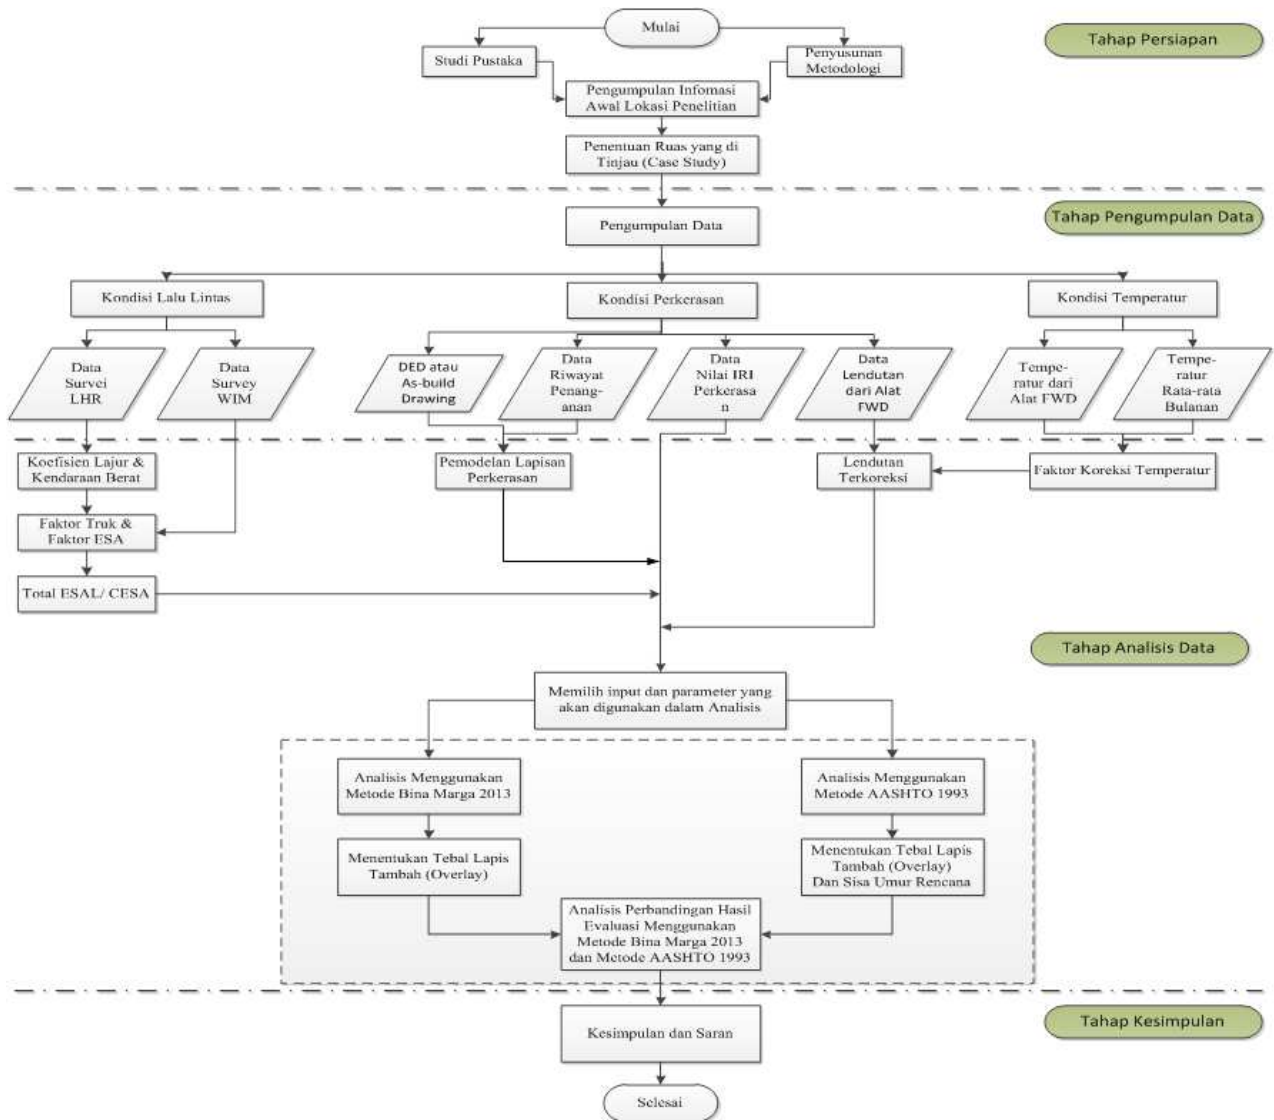 Mulai
Tahap Persiapan
Studi Pustaka
Penyusunan
Metodologi
Pengumpulan Infomasi
Awal Lokasi Penelitian
Penentuan Ruas yang di
Tinjau (Case Study)
Tahap Pengumpulan Data
Pengumpulan Data
Kondisi Lalu Lintas
Kondisi Perkerasan
Kondisi Temperatur
Data
Survei
LHR
Data
Survey
WIM
DED atau
As-build
Drawing
Data
Riwayat
Penang-
anan
Data
Nilai IRI
Perkerasa
n
Data
Lendutan
dari Alat
FWD
Tempe-
ratur dari
Alat FWD
Tempe-
ratur
Rata-rata
Bulanan
Koefisien Lajur &
Kendaraan Berat
Pemodelan Lapisan
Perkerasan
Lendutan
Terkoreksi
Faktor Koreksi Temperatur
Faktor Truk &
Faktor ESA
Total ESAL/ CESA
Tahap Analisis Data
Memilih input dan parameter yang
akan digunakan dalam Analisis
Analisis Menggunakan
Metode Bina Marga 2013
Analisis Menggunakan
Metode AASHTO 1993
Menentukan Tebal Lapis
Tambah (Overlay)
Menentukan Tebal Lapis
Tambah (Overlay)
Dan Sisa Umur Rencana
Analisis Perbandingan Hasil
Evaluasi Menggunakan
Metode Bina Marga 2013
dan Metode AASHTO 1993
Tahap Kesimpulan
Kesimpulan dan Saran
Selesai